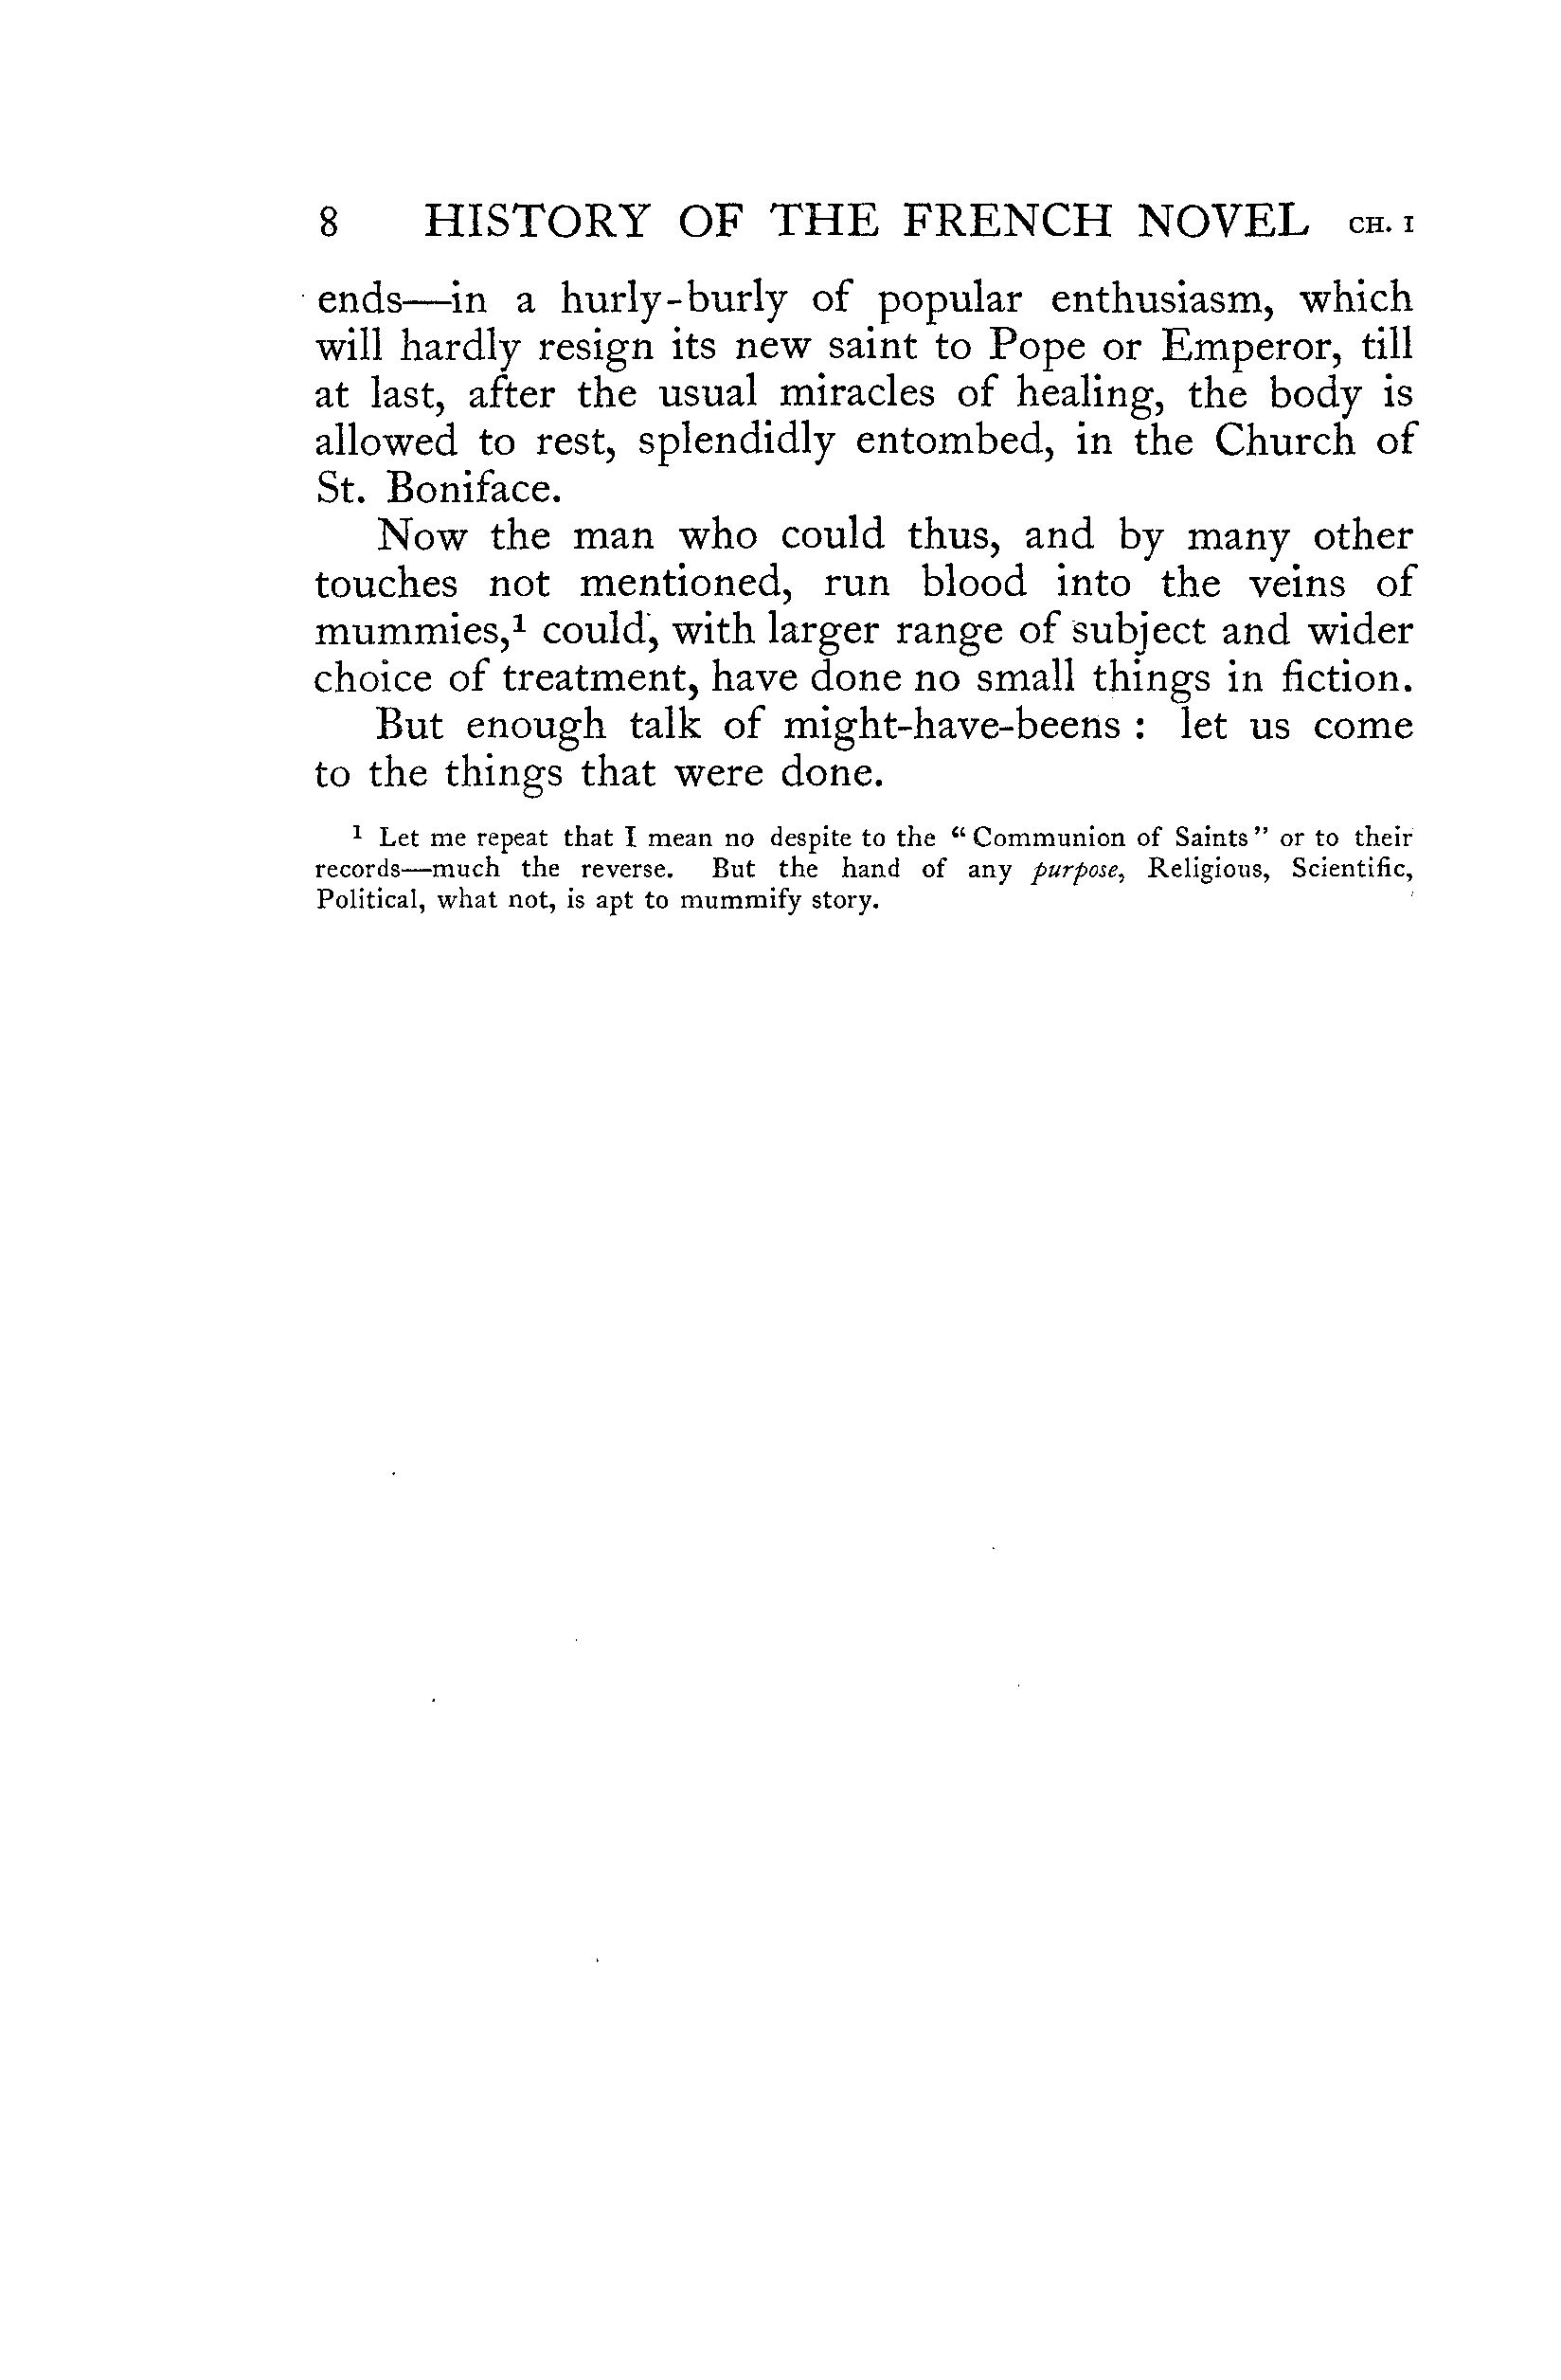 8 HISTORY OF THE FRENCH NOVEL CH. I
ends—in a hurly-burly of popular enthusiasm, which
will hardly resign its new saint to Pope or Emperor, till
at last, after the usual miracles of healing, the body is
allowed to rest, splendidly entombed, in the Church of
St. Boniface.
Now the man who could thus, and by many other
touches not mentioned, run blood into the veins of
mummies,¹ could, with larger range of subject and wider
choice of treatment, have done no small things in fiction.
But enough talk of might-have-beens : let us come
to the things that were done.
¹ Let me repeat that I mean no despite to the “Communion of Saints” or to their
records—much the reverse. But the hand of any purpose, Religious, Scientific,
Political, what not, is apt to mummify story.